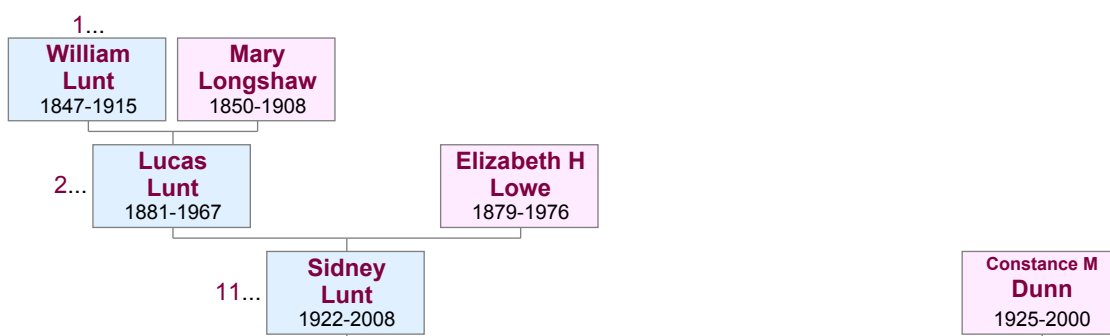 1...
William
Lunt
1847-1915
Mary
Longshaw
1850-1908
2...
Lucas
Lunt
1881-1967
Elizabeth H
Lowe
1879-1976
11...
Sidney
Lunt
1922-2008
Constance M
Dunn
1925-2000